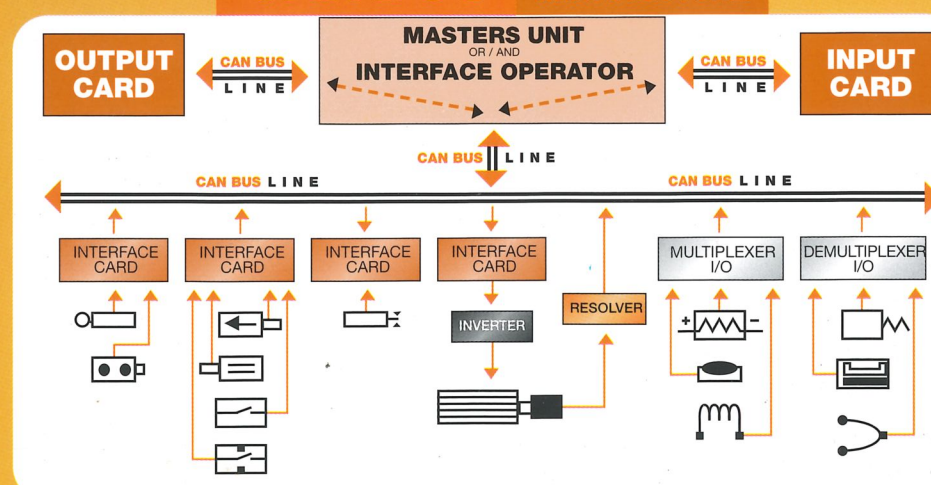 OUTPUT
CARD
CAN BUS
LINE
MASTERS UNIT
OR / AND
INTERFACE OPERATOR
CAN BUS
LINE
INPUT
CARD
CAN BUS LINE
CAN BUS LINE
CAN BUS LINE
INTERFACE
CARD
INTERFACE
CARD
INTERFACE
CARD
INTERFACE
CARD
RESOLVER
MULTIPLEXER
I/O
DEMULTIPLEXER
I/O
INVERTER
+ −